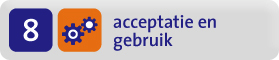 8
acceptatie en
gebruik